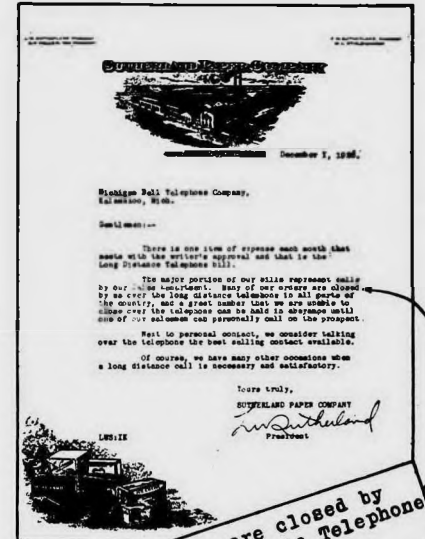 SUTHERLAND PAPER COMPANY
Michigan Bell Telephone Company,
Kalamazoo, Mich.
Gentlemen:--
There is one item of expense each month that
meets with the writer's approval and that is the
Long Distance Telephone bill.
The major portion of our bills represent calls
by our sales department. Many of our orders are closed
by us over the long distance telephone in all parts of
the country, and a great number that we are unable to
close over the telephone can be held in abeyance until
one of our salesmen can personally call on the prospect.
Next to personal contact, we consider talking
over the telephone the best selling contact available.
Of course, we have many other occasions when
a long distance call is necessary and satisfactory.
Yours truly,
SUTHERLAND PAPER COMPANY
LWSutherland
President
LWS:IK
are closed by
Telephone